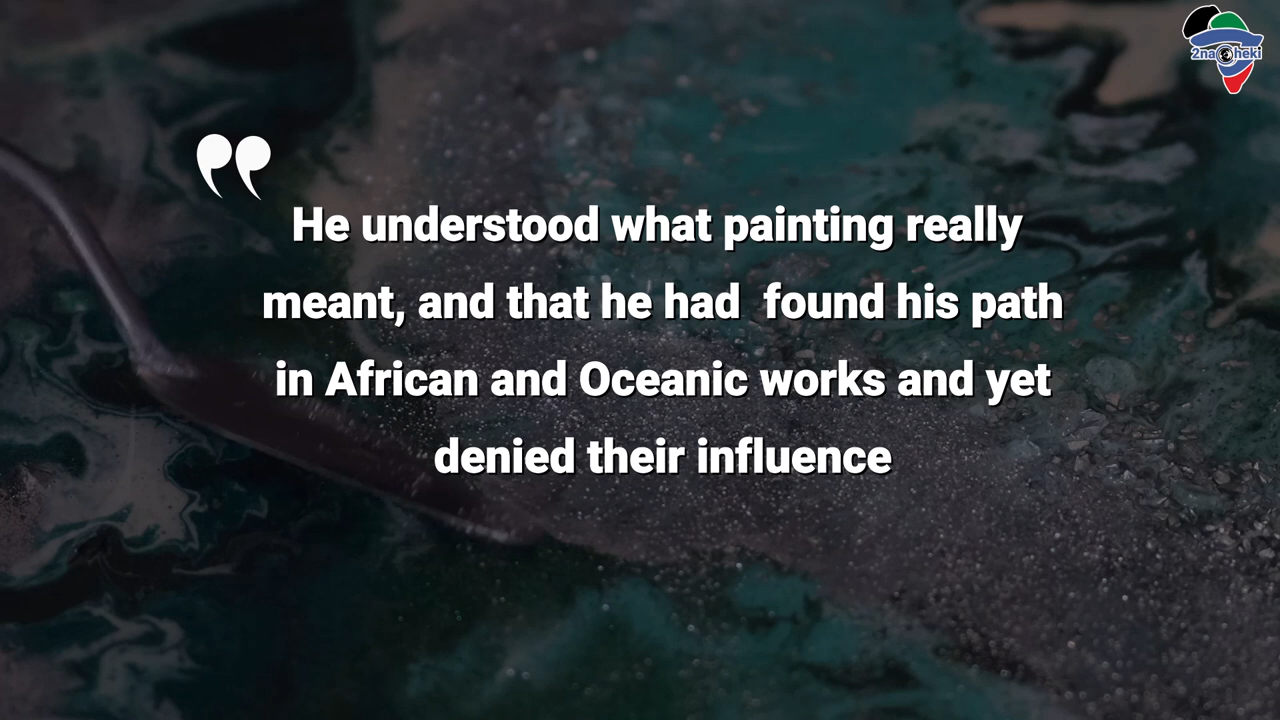 2nacheki
”
He understood what painting really
meant, and that he had  found his path
in African and Oceanic works and yet
denied their influence